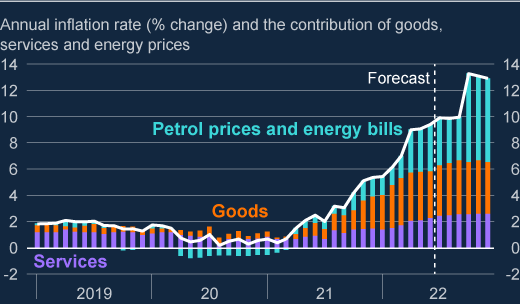 Annual inflation rate (% change) and the contribution of goods,
services and energy prices
14 14
Forecast
12 12
10 10
Petrol prices and energy bills
8 8
6 6
4 4
Goods
2 2
0 0
Services
-2 -2
2019 20 21 22